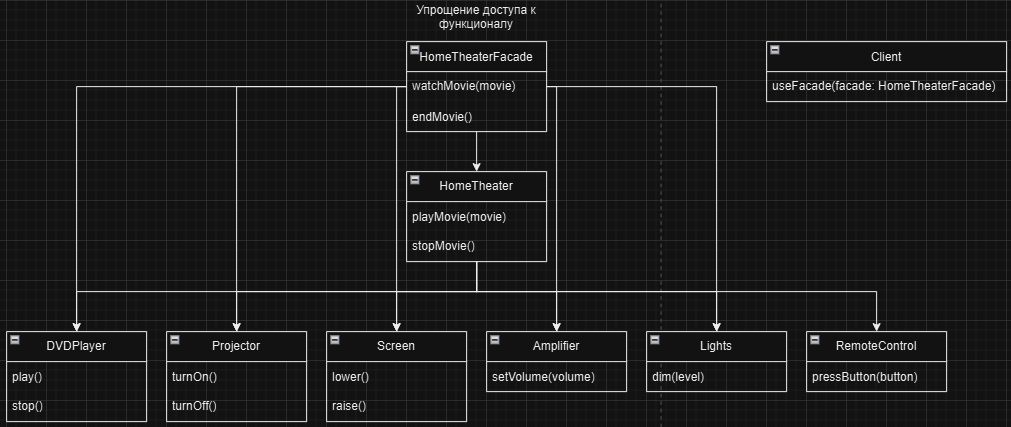 Упрощение доступа к
функционалу
HomeTheaterFacade
watchMovie(movie)
endMovie()
Client
useFacade(facade: HomeTheaterFacade)
HomeTheater
playMovie(movie)
stopMovie()
DVDPlayer
play()
stop()
Projector
turnOn()
turnOff()
Screen
lower()
raise()
Amplifier
setVolume(volume)
Lights
dim(level)
RemoteControl
pressButton(button)